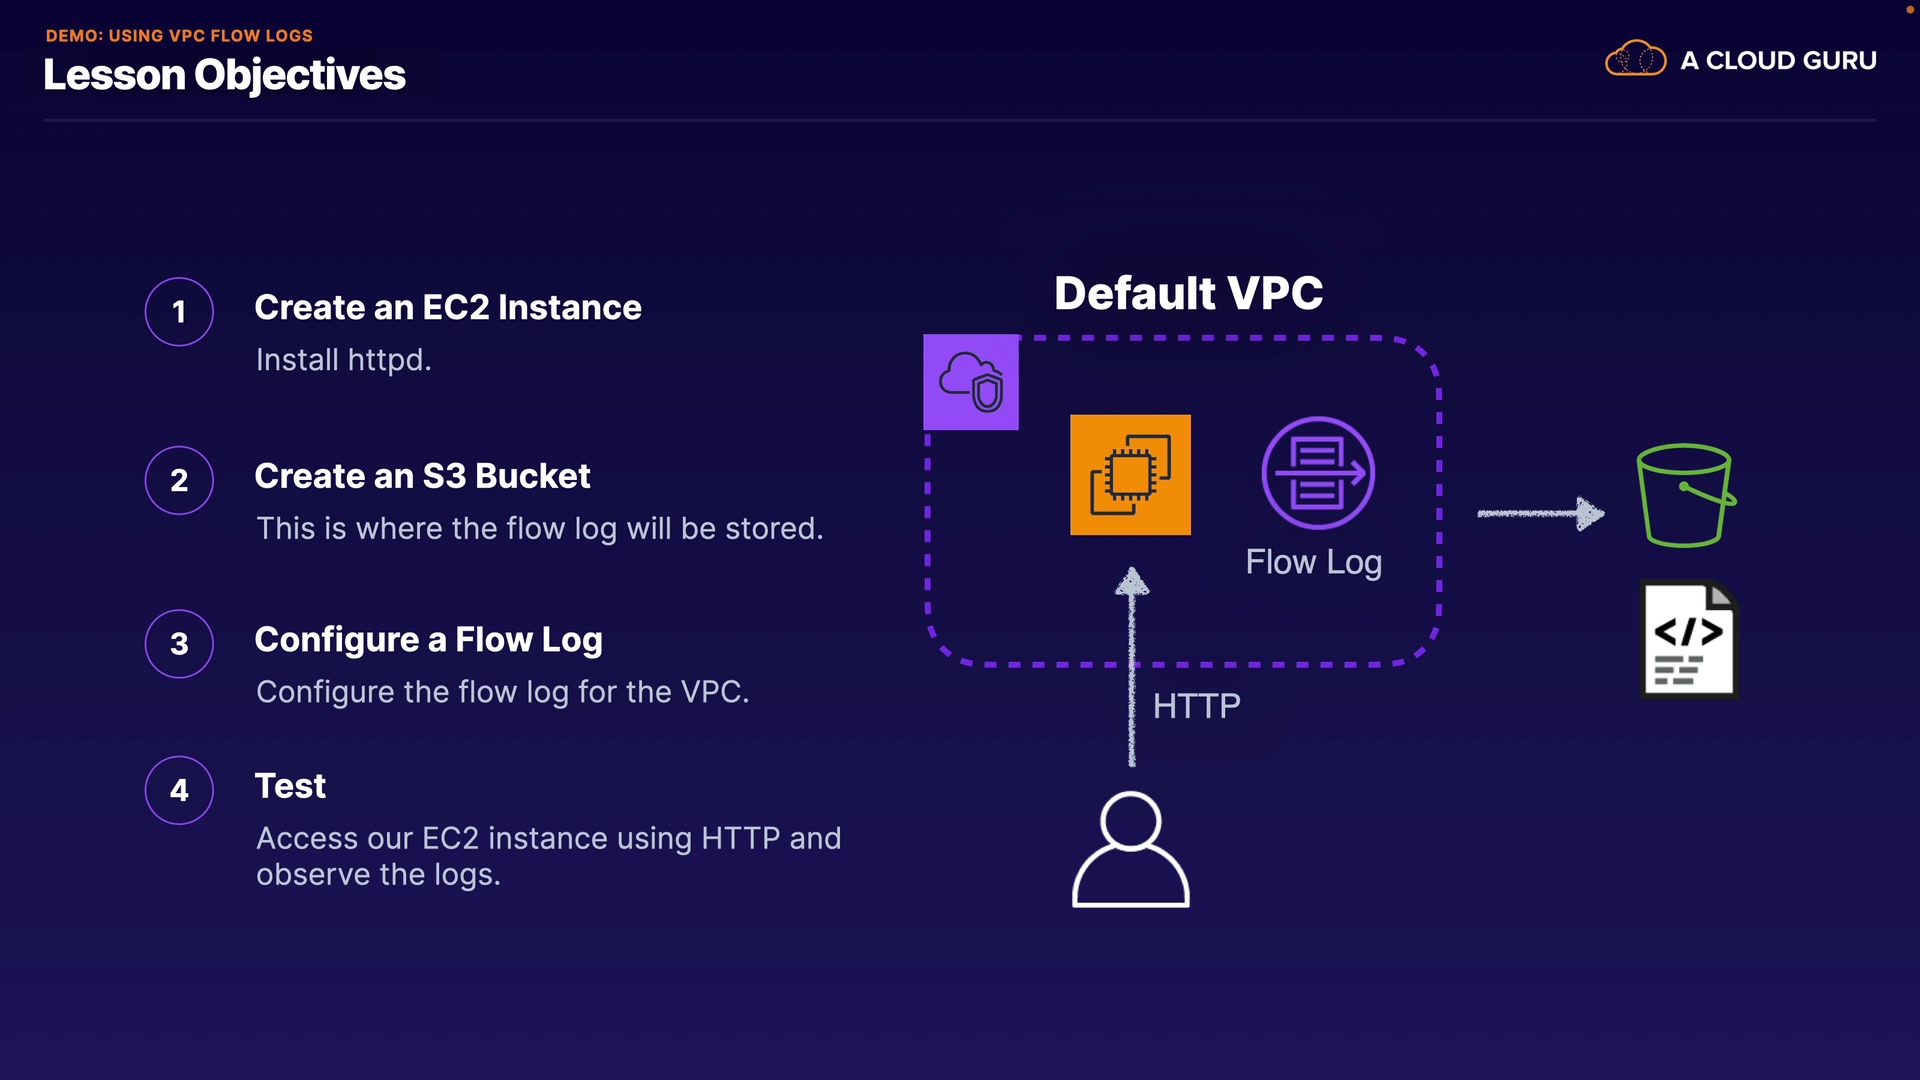 DEMO: USING VPC FLOW LOGS
Lesson Objectives
A CLOUD GURU
1
Create an EC2 Instance
Install httpd.
2
Create an S3 Bucket
This is where the flow log will be stored.
3
Configure a Flow Log
Configure the flow log for the VPC.
4
Test
Access our EC2 instance using HTTP and
observe the logs.
Default VPC
Flow Log
HTTP
</>